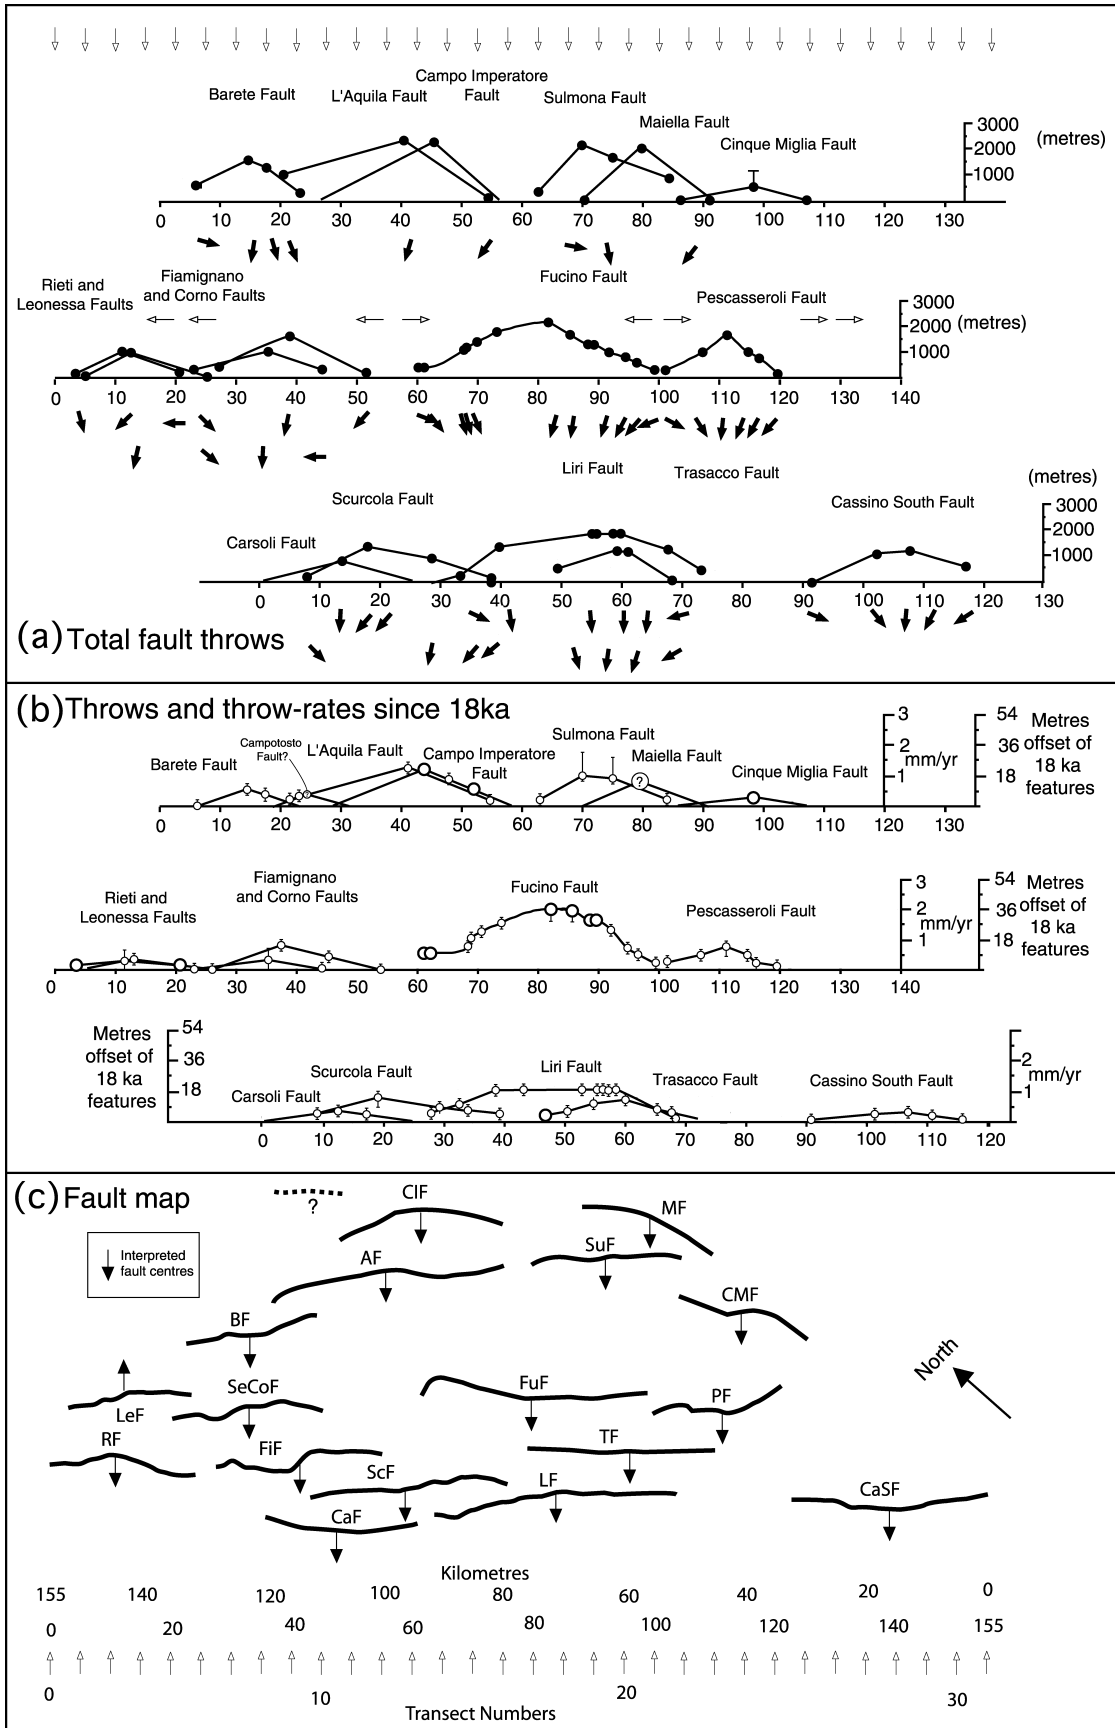 Campo Imperatore
Barete Fault L'Aquila Fault Fault Sulmona Fault
Maiella Fault
Cinque Miglia Fault
3000
2000 (metres)
1000
0 10 20 30 40 50 60 70 80 90 100 110 120 130
Rieti and
Leonessa Faults
Fiamignano
and Corno Faults
Fucino Fault
Pescasseroli Fault
3000
2000 (metres)
1000
0 10 20 30 40 50 60 70 80 90 100 110 120 130 140
Liri Fault
Trasacco Fault
Scurcola Fault
Cassino South Fault
Carsoli Fault
(metres)
3000
2000
1000
0 10 20 30 40 50 60 70 80 90 100 110 120 130
(a) Total fault throws
(b) Throws and throw-rates since 18ka
Barete Fault
Campotosto
Fault?
L'Aquila Fault
Campo Imperatore
Fault
Sulmona Fault
Maiella Fault
?
Cinque Miglia Fault
3
2
1
mm/yr
54
36
18
Metres
offset of
18 ka
features
0 10 20 30 40 50 60 70 80 90 100 110 120 130
Rieti and
Leonessa Faults
Fiamignano
and Corno Faults
Fucino Fault
Pescasseroli Fault
3
2
1
mm/yr
54
36
18
Metres
offset of
18 ka
features
0 10 20 30 40 50 60 70 80 90 100 110 120 130 140
Metres
offset of
18 ka
features
54
36
18
Carsoli Fault
Scurcola Fault
Liri Fault
Trasacco Fault
Cassino South Fault
2
1
mm/yr
0 10 20 30 40 50 60 70 80 90 100 110 120
(c) Fault map
?
CIF
MF
Interpreted
fault centres
AF
SuF
CMF
BF
North
LeF
SeCoF
FuF
PF
RF
FiF
ScF
TF
LF
CaF
CaSF
Kilometres
155 140 120 100 80 60 40 20 0
0 20 40 60 80 100 120 140 155
0 10 20 30
Transect Numbers